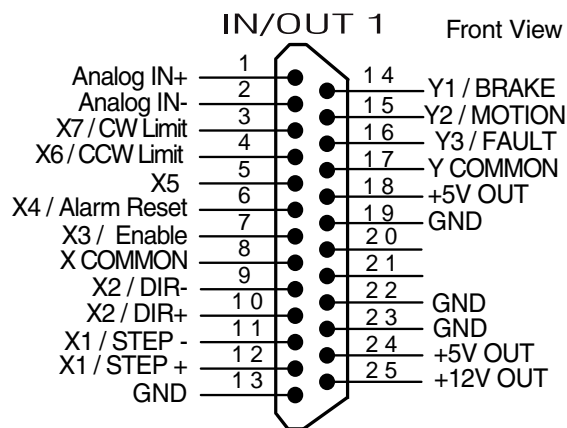 IN/OUT 1
Front View
Analog IN+ 1
Analog IN- 2
X7 / CW Limit 3
X6 / CCW Limit 4
X5 5
X4 / Alarm Reset 6
X3 / Enable 7
X COMMON 8
X2 / DIR- 9
X2 / DIR+ 10
X1 / STEP - 11
X1 / STEP + 12
GND 13
14 Y1 / BRAKE
15 Y2 / MOTION
16 Y3 / FAULT
17 Y COMMON
18 +5V OUT
19 GND
20
21
22 GND
23 GND
24 +5V OUT
25 +12V OUT